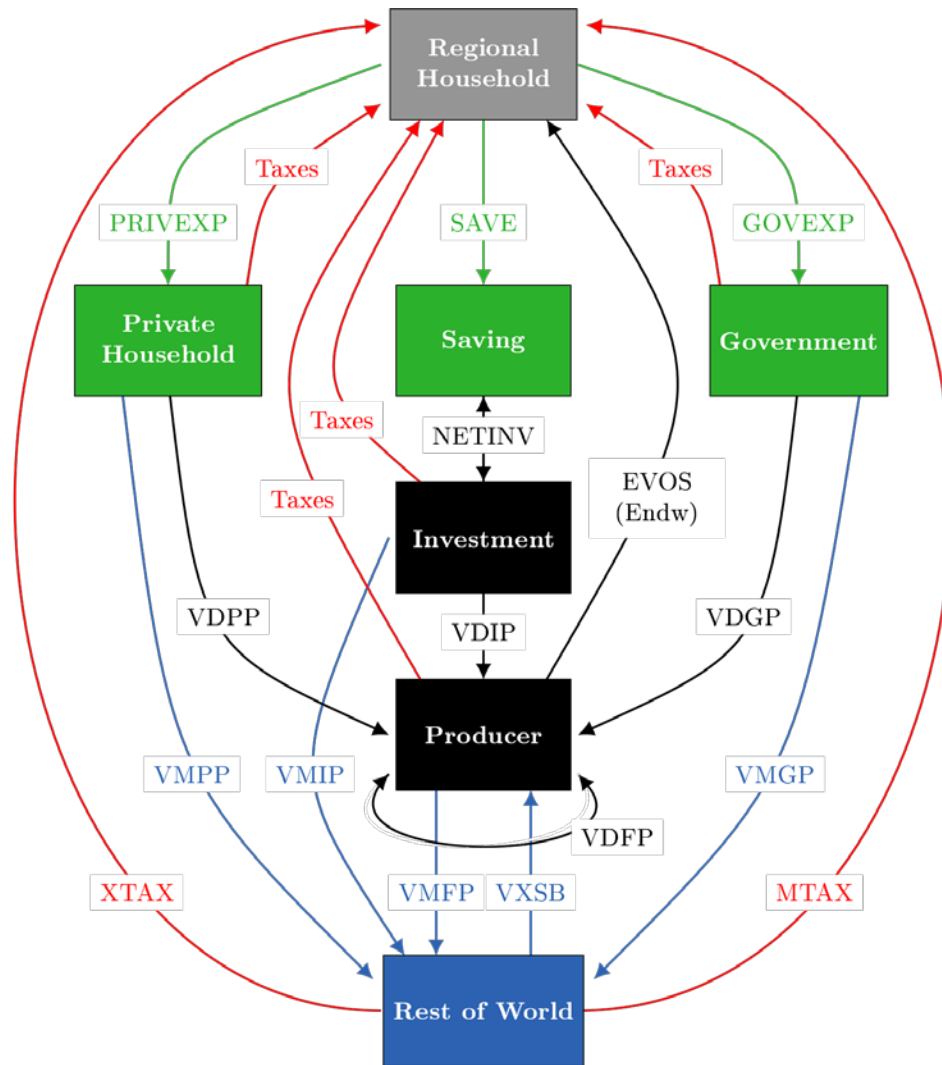 Regional
Household
Taxes
Taxes
PRIVEXP
SAVE
GOVEXP
Private
Household
Saving
Government
Taxes
NETINV
Taxes
EVOS
(Endw)
Investment
VDPP
VDIP
VDGP
Producer
VMPP
VMIP
VMGP
VDFP
XTAX
VMFP
VXSB
MTAX
Rest of World